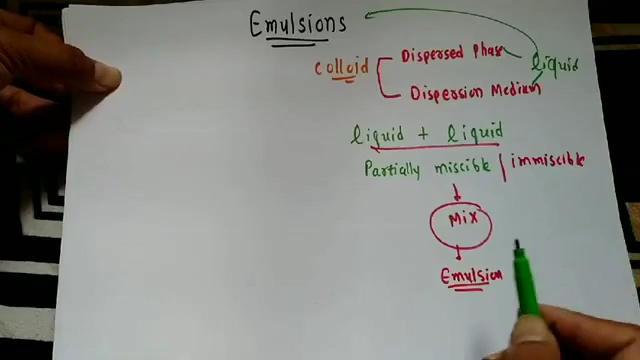 Emulsions
colloid
Dispersed Phase
liquid
Dispersion Medium
liquid + liquid
Partially miscible | immiscible
Mix
Emulsion